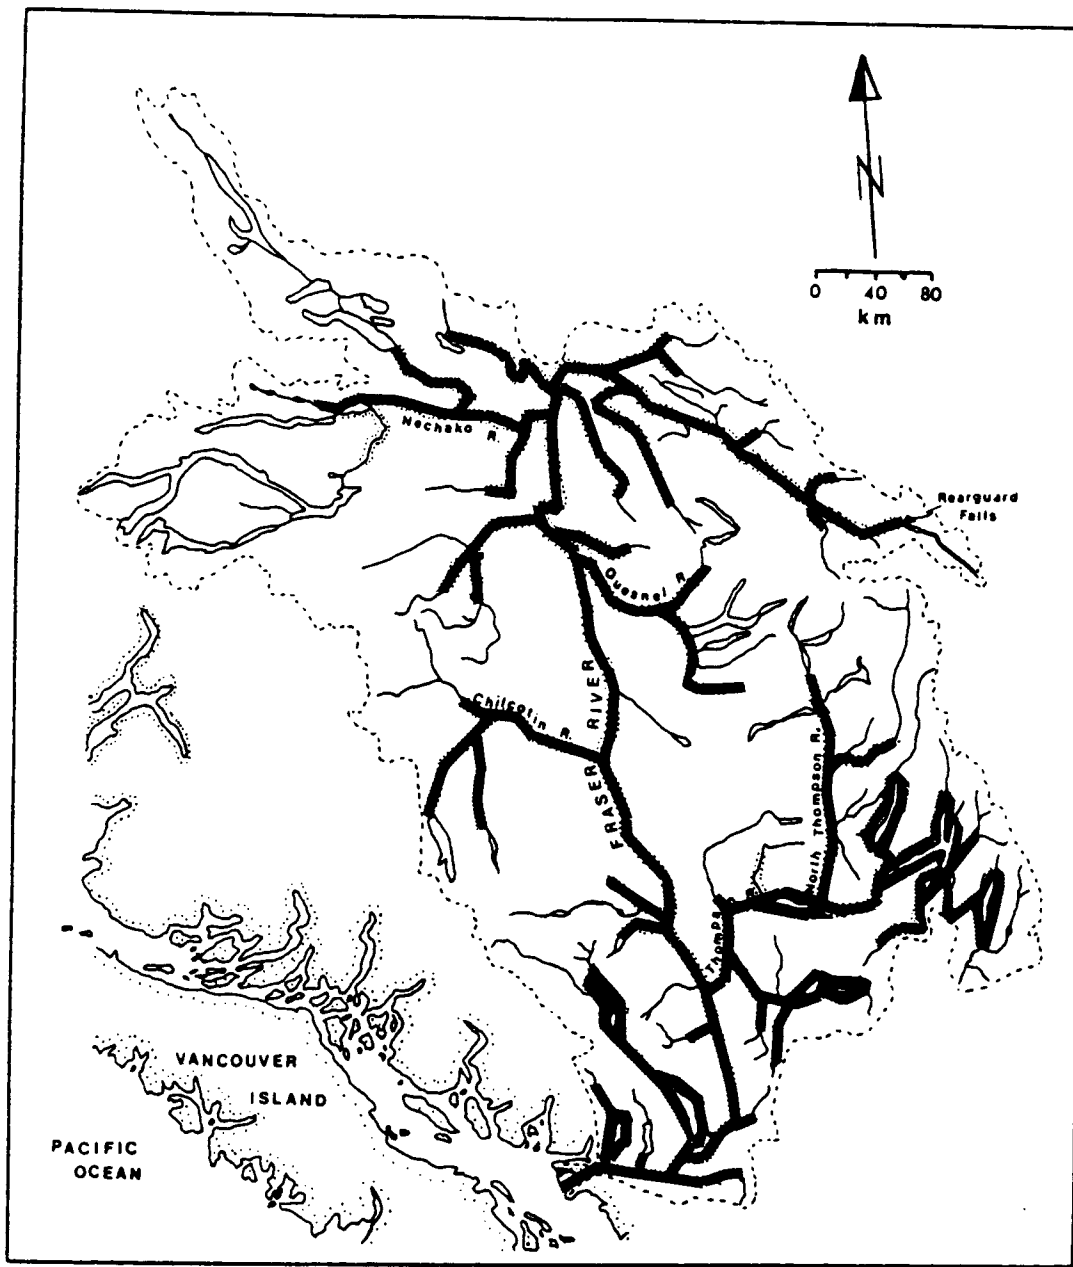 N
0 40 80
km
Nechako R.
Rearguard
Falls
Quesnel R.
Chilcotin R.
FRASER RIVER
North Thompson R.
Thompson R.
VANCOUVER
ISLAND
PACIFIC
OCEAN